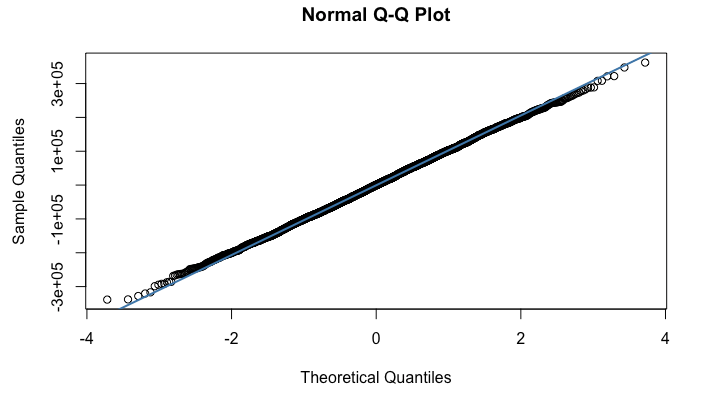 Normal Q-Q Plot
Sample Quantiles
3e+05
1e+05
-1e+05
-3e+05
-4 -2 0 2 4
Theoretical Quantiles